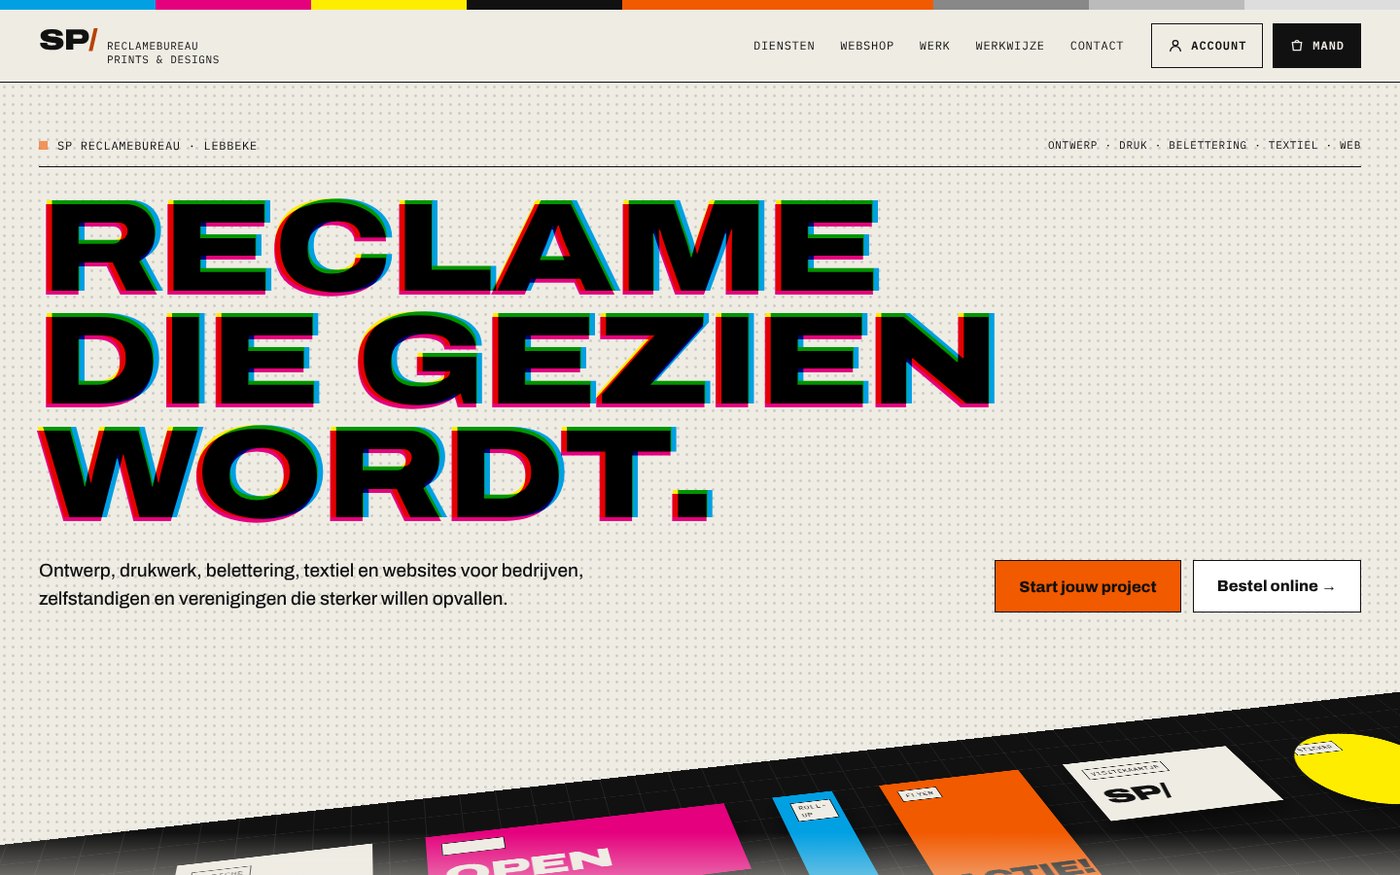 SP/
RECLAMEBUREAU
PRINTS & DESIGNS
DIENSTEN
WEBSHOP
WERK
WERKWIJZE
CONTACT
ACCOUNT
MAND
SP RECLAMEBUREAU · LEBBEKE
ONTWERP · DRUK · BELETTERING · TEXTIEL · WEB
RECLAME
DIE GEZIEN
WORDT.
Ontwerp, drukwerk, belettering, textiel en websites voor bedrijven,
zelfstandigen en verenigingen die sterker willen opvallen.
Start jouw project
Bestel online →
STICKER
VISITEKAARTJE
SP/
ROLL-
UP
FLYER
OPEN
ACTIE!